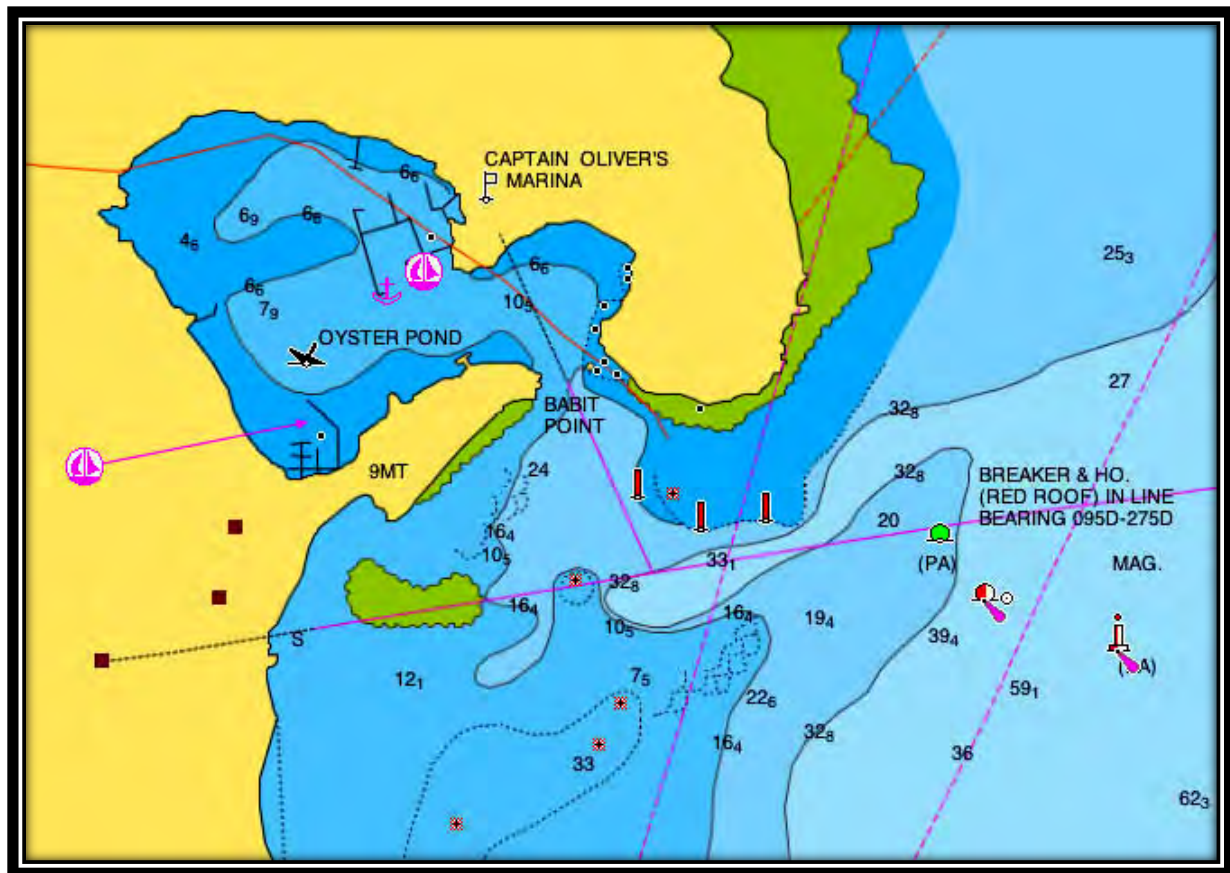 CAPTAIN OLIVER'S
MARINA
6₆
6₉
6₆
4₆
25₃
6₆
6₆
7₉
10₅
OYSTER POND
27
BABIT
POINT
32₈
9MT
24
32₈
BREAKER & HO.
(RED ROOF) IN LINE
BEARING 095D-275D
20
16₄
10₅
33₁
(PA)
MAG.
32₈
16₄
10₅
16₄
19₄
39₄
S
12₁
7₅
22₆
59₁
16₄
32₈
36
33
62₃